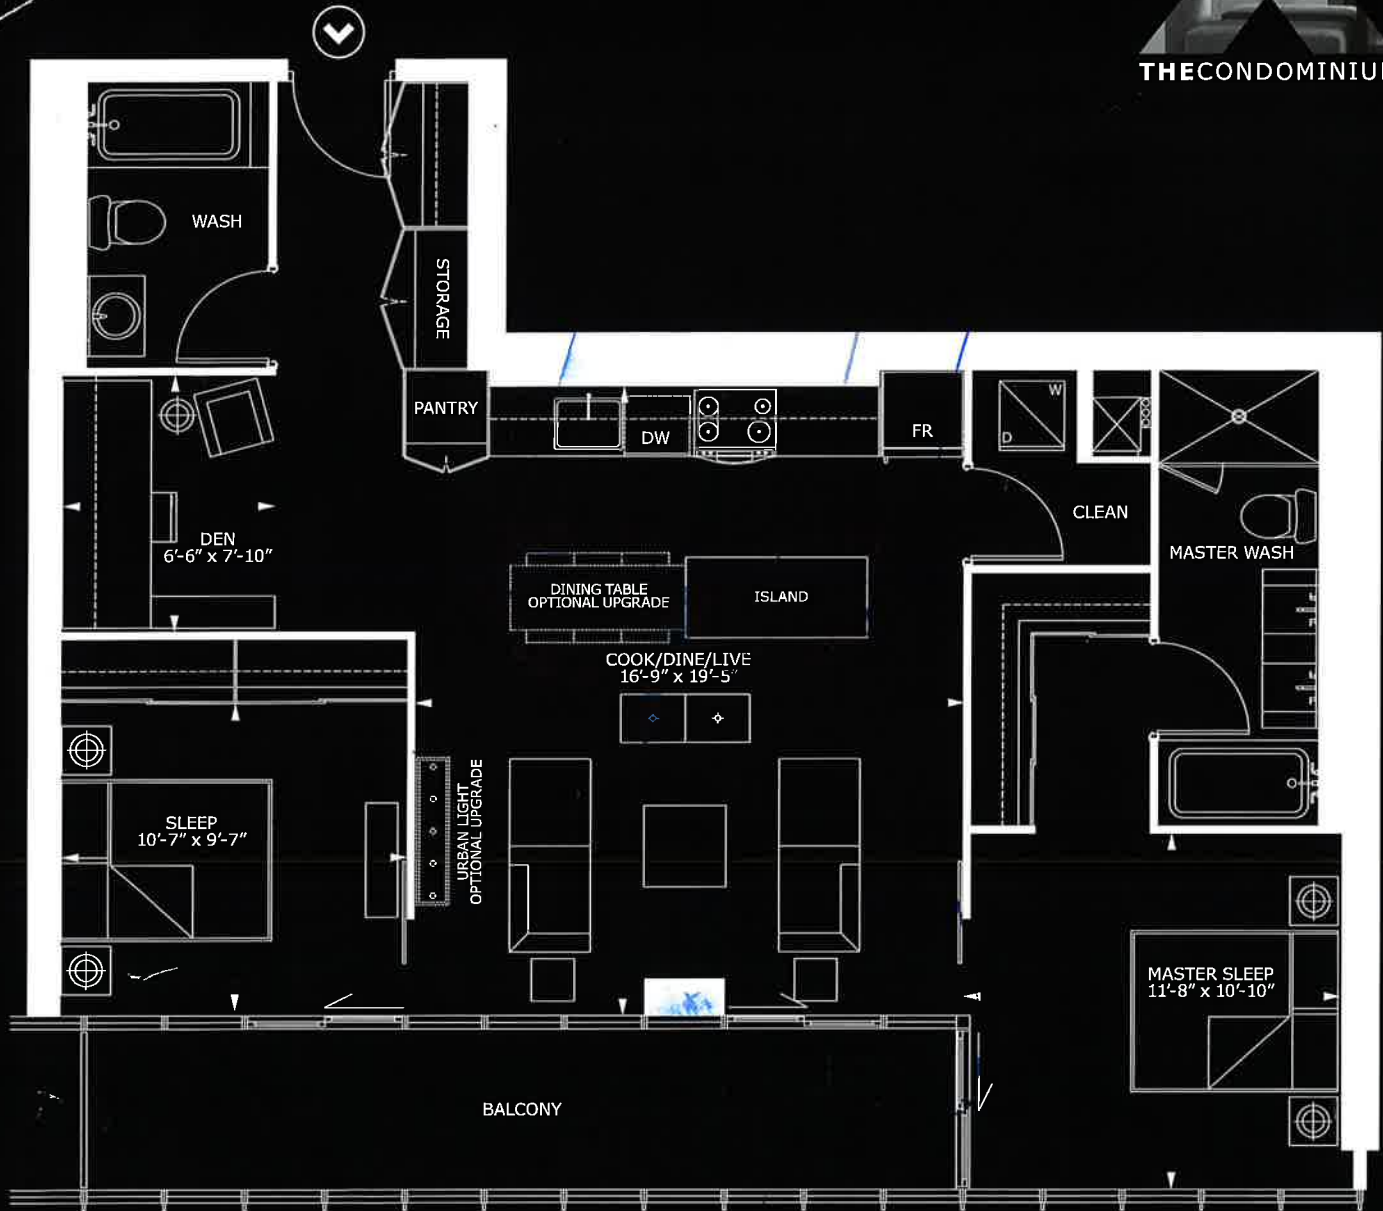 THECONDOMINIU
WASH
STORAGE
PANTRY
DW
FR
W
D
CLEAN
MASTER WASH
DEN
6'-6" x 7'-10"
DINING TABLE
OPTIONAL UPGRADE
ISLAND
COOK/DINE/LIVE
16'-9" x 19'-5"
URBAN LIGHT
OPTIONAL UPGRADE
SLEEP
10'-7" x 9'-7"
MASTER SLEEP
11'-8" x 10'-10"
BALCONY